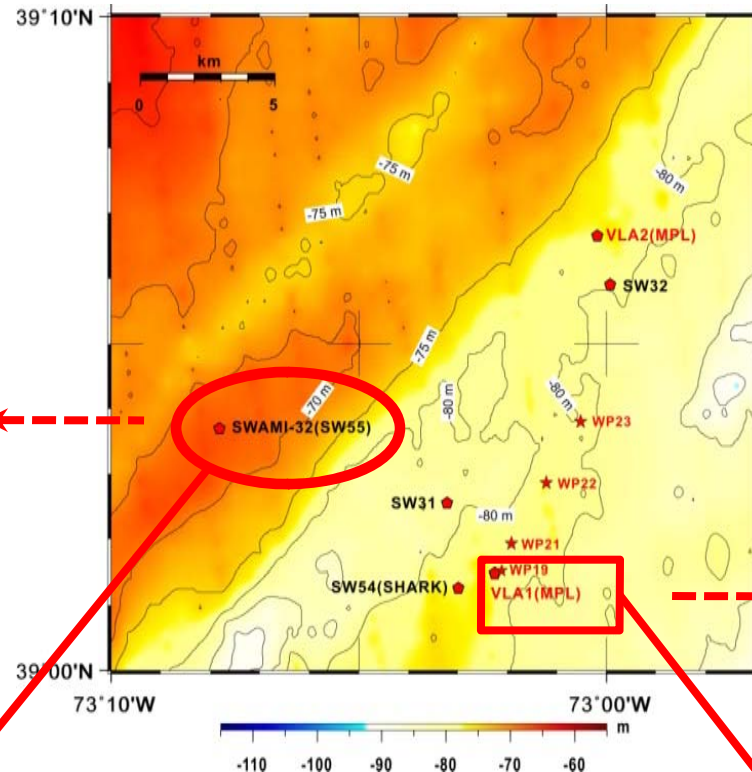 39°10'N
km
0 5
-75 m
-75 m
-80 m
VLA2(MPL)
SW32
-75 m
-70 m
-80 m
-80 m
SWAMI-32(SW55)
WP23
WP22
SW31
-80 m
WP21
WP19
SW54(SHARK)
VLA1(MPL)
39°00'N
73°10'W 73°00'W
m
-110 -100 -90 -80 -70 -60